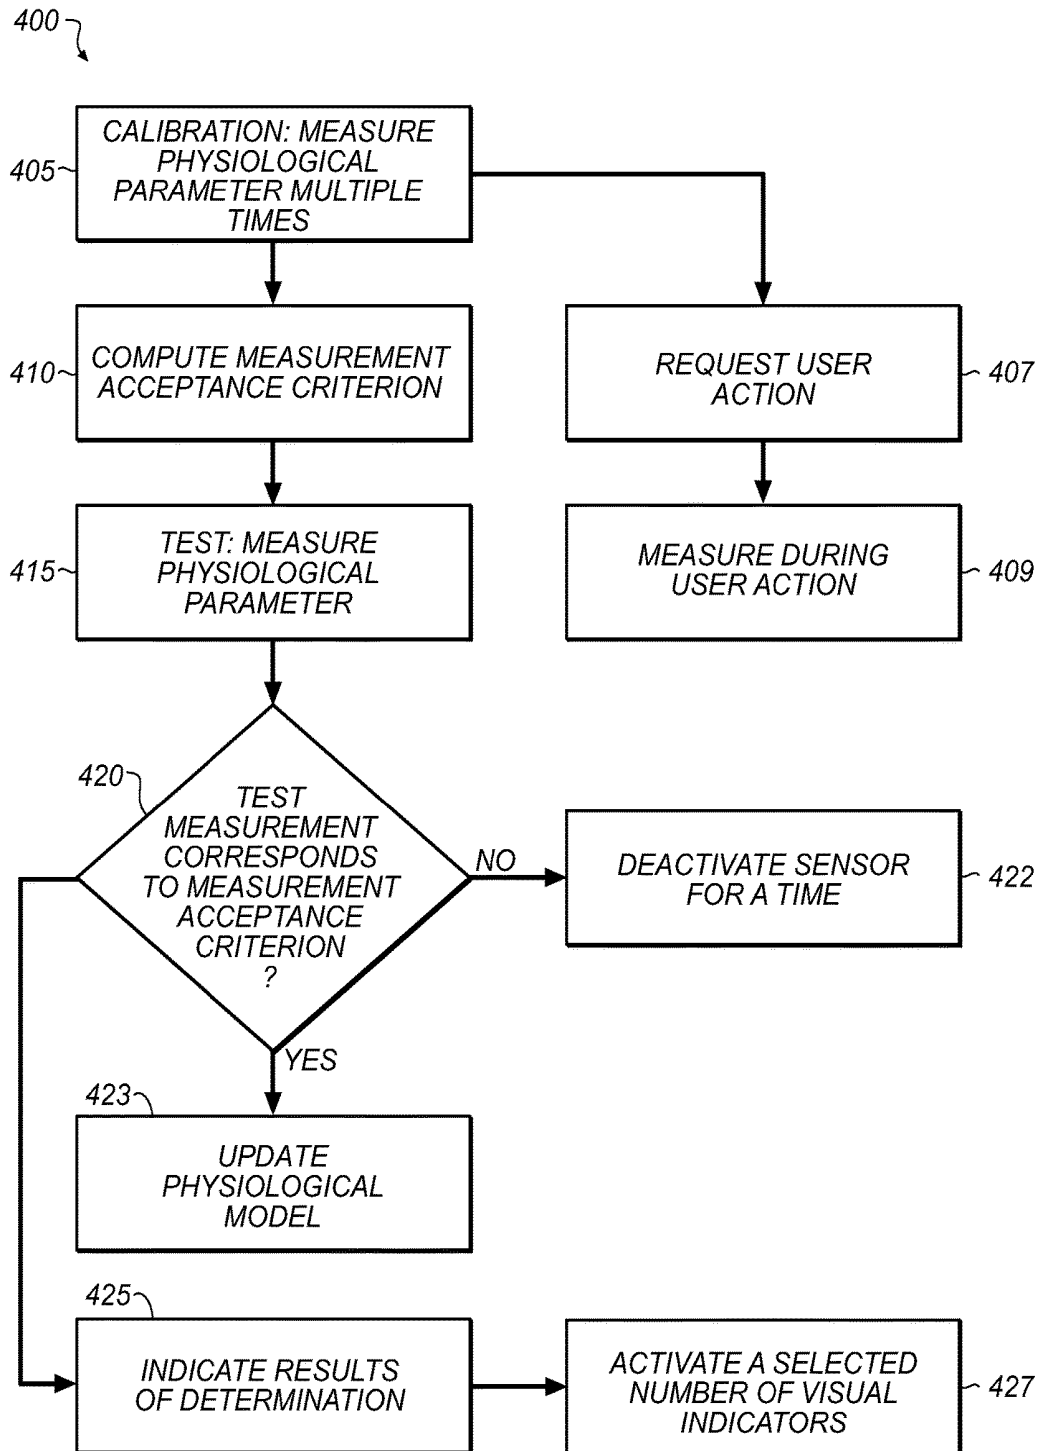 400
CALIBRATION: MEASURE
PHYSIOLOGICAL
PARAMETER MULTIPLE
TIMES
405
COMPUTE MEASUREMENT
ACCEPTANCE CRITERION
410
REQUEST USER
ACTION
407
TEST: MEASURE
PHYSIOLOGICAL
PARAMETER
415
MEASURE DURING
USER ACTION
409
420
TEST
MEASUREMENT
CORRESPONDS
TO MEASUREMENT
ACCEPTANCE
CRITERION
?
NO
DEACTIVATE SENSOR
FOR A TIME
422
YES
423
UPDATE
PHYSIOLOGICAL
MODEL
425
INDICATE RESULTS
OF DETERMINATION
ACTIVATE A SELECTED
NUMBER OF VISUAL
INDICATORS
427